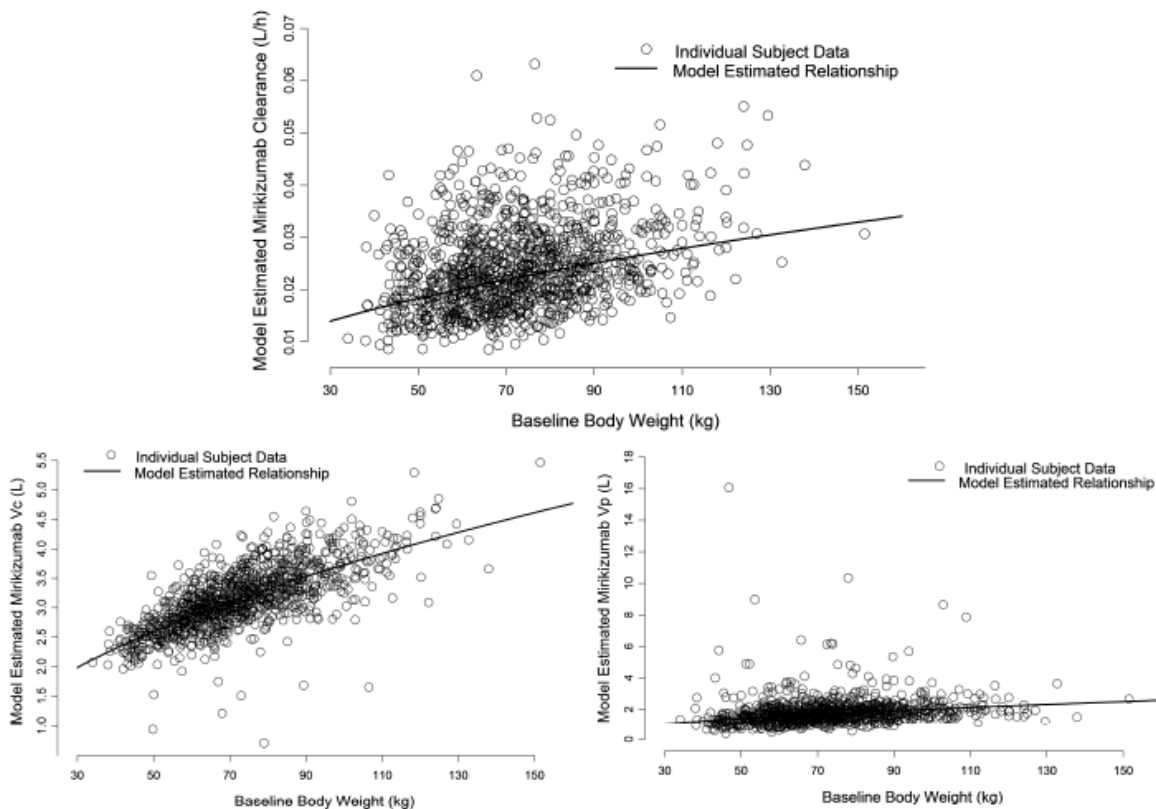 Model Estimated Mirikizumab Clearance (L/h)
0.07
0.06
0.05
0.04
0.03
0.02
0.01
Individual Subject Data
Model Estimated Relationship
30 50 70 90 110 130 150
Baseline Body Weight (kg)
Model Estimated Mirikizumab Vc (L)
5.5
5.0
4.5
4.0
3.5
3.0
2.5
2.0
1.5
1.0
Individual Subject Data
Model Estimated Relationship
30 50 70 90 110 130 150
Baseline Body Weight (kg)
Model Estimated Mirikizumab Vp (L)
18
16
14
12
10
8
6
4
2
0
Individual Subject Data
Model Estimated Relationship
30 50 70 90 110 130 150
Baseline Body Weight (kg)